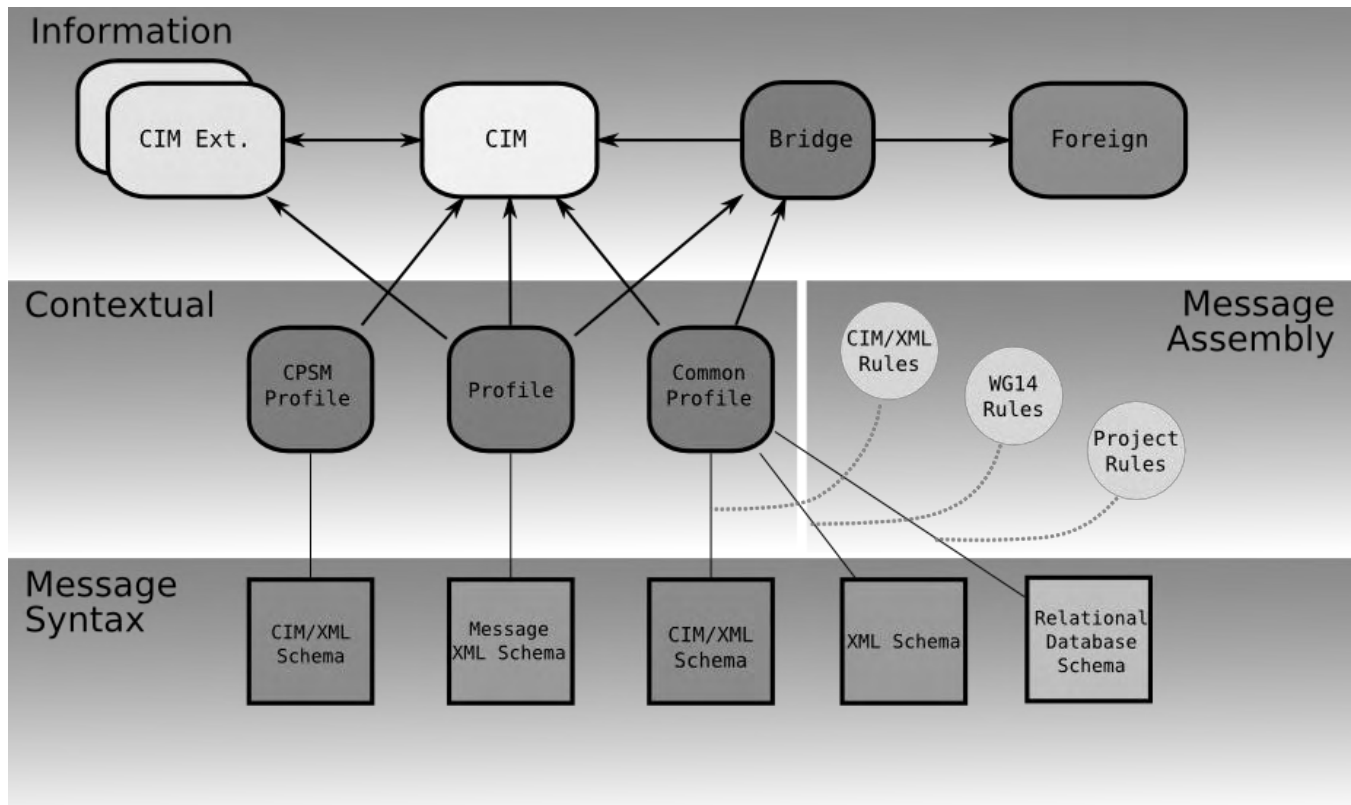 Information
CIM Ext.
CIM
Bridge
Foreign
Contextual
Message
Assembly
CPSM
Profile
Profile
Common
Profile
CIM/XML
Rules
WG14
Rules
Project
Rules
Message
Syntax
CIM/XML
Schema
Message
XML Schema
CIM/XML
Schema
XML Schema
Relational
Database
Schema